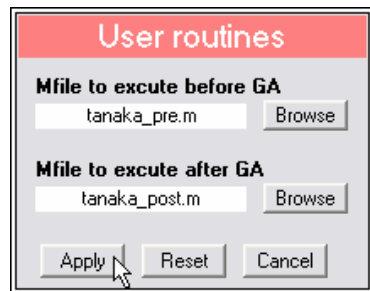 User routines
Mfile to excute before GA
tanaka_pre.m Browse
Mfile to excute after GA
tanaka_post.m Browse
Apply Reset Cancel